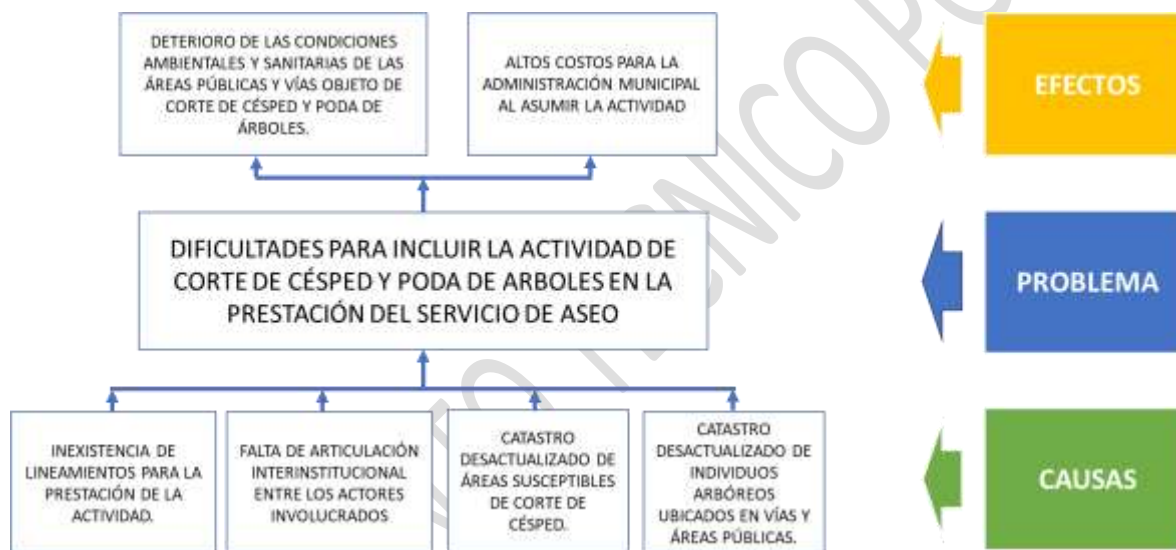 DETERIORO DE LAS CONDICIONES
AMBIENTALES Y SANITARIAS DE LAS
ÁREAS PÚBLICAS Y VÍAS OBJETO DE
CORTE DE CÉSPED Y PODA DE
ÁRBOLES.
ALTOS COSTOS PARA LA
ADMINISTRACIÓN MUNICIPAL
AL ASUMIR LA ACTIVIDAD
EFECTOS
DIFICULTADES PARA INCLUIR LA ACTIVIDAD DE
CORTE DE CÉSPED Y PODA DE ARBOLES EN LA
PRESTACIÓN DEL SERVICIO DE ASEO
PROBLEMA
INEXISTENCIA DE
LINEAMIENTOS PARA LA
PRESTACIÓN DE LA
ACTIVIDAD.
FALTA DE ARTICULACIÓN
INTERINSTITUCIONAL
ENTRE LOS ACTORES
INVOLUCRADOS
CATASTRO
DESACTUALIZADO DE
ÁREAS SUSCEPTIBLES
DE CORTE DE
CÉSPED.
CATASTRO
DESACTUALIZADO DE
INDIVIDUOS
ARBÓREOS
UBICADOS EN VÍAS Y
ÁREAS PÚBLICAS.
CAUSAS